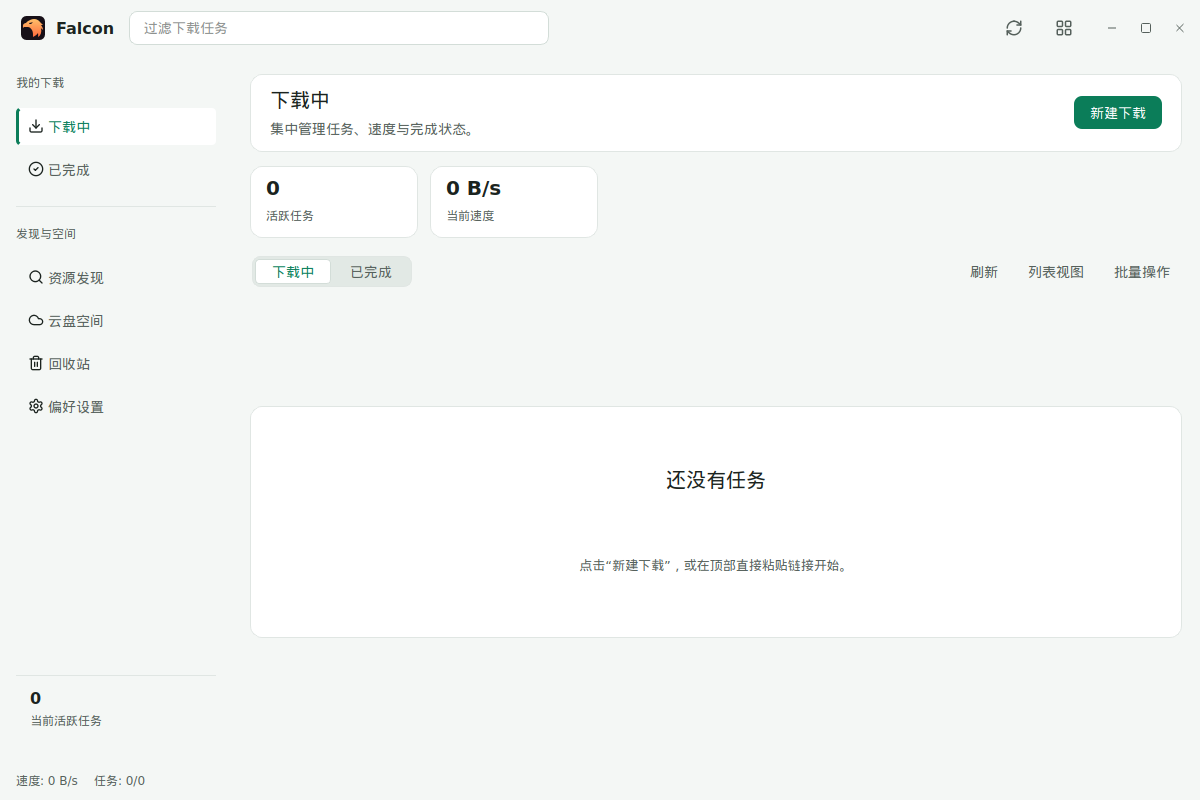 Falcon
过滤下载任务
我的下载
下载中
已完成
发现与空间
资源发现
云盘空间
回收站
偏好设置
0
当前活跃任务
速度: 0 B/s 任务: 0/0
下载中
集中管理任务、速度与完成状态。
新建下载
0
活跃任务
0 B/s
当前速度
下载中 已完成
刷新 列表视图 批量操作
还没有任务
点击“新建下载”，或在顶部直接粘贴链接开始。